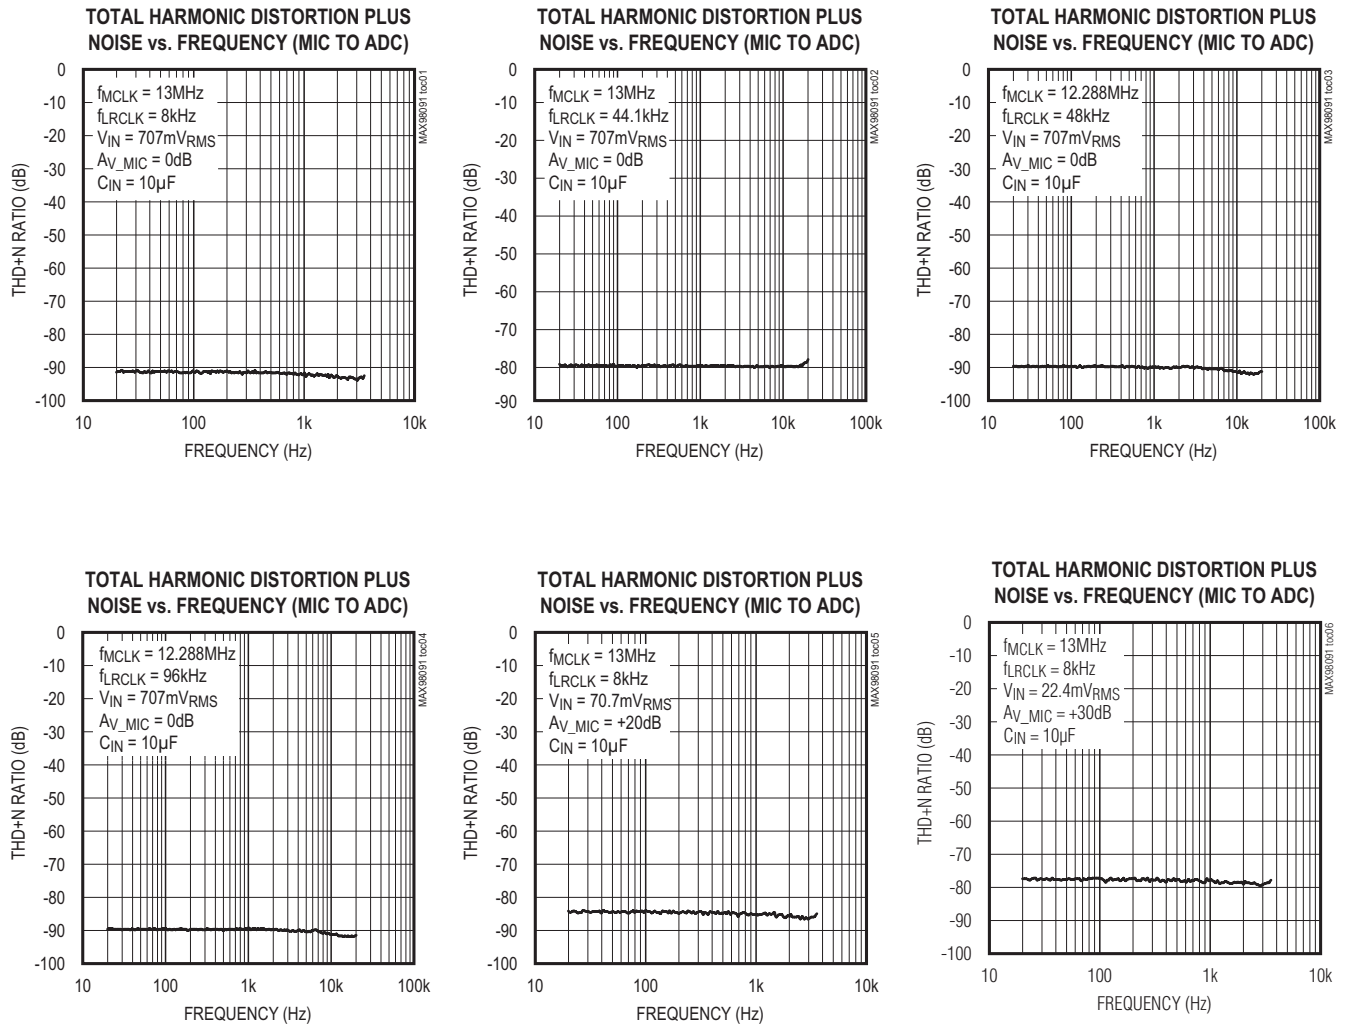 TOTAL HARMONIC DISTORTION PLUS
NOISE vs. FREQUENCY (MIC TO ADC)
MAX98091 toc01
fMCLK = 13MHz
fLRCLK = 8kHz
VIN = 707mVRMS
AV_MIC = 0dB
CIN = 10µF
THD+N RATIO (dB)
0
-10
-20
-30
-40
-50
-60
-70
-80
-90
-100
10 100 1k 10k
FREQUENCY (Hz)
TOTAL HARMONIC DISTORTION PLUS
NOISE vs. FREQUENCY (MIC TO ADC)
MAX98091 toc02
fMCLK = 13MHz
fLRCLK = 44.1kHz
VIN = 707mVRMS
AV_MIC = 0dB
CIN = 10µF
THD+N RATIO (dB)
0
-10
-20
-30
-40
-50
-60
-70
-80
-90
10 100 1k 10k 100k
FREQUENCY (Hz)
TOTAL HARMONIC DISTORTION PLUS
NOISE vs. FREQUENCY (MIC TO ADC)
MAX98091 toc03
fMCLK = 12.288MHz
fLRCLK = 48kHz
VIN = 707mVRMS
AV_MIC = 0dB
CIN = 10µF
THD+N RATIO (dB)
0
-10
-20
-30
-40
-50
-60
-70
-80
-90
-100
10 100 1k 10k 100k
FREQUENCY (Hz)
TOTAL HARMONIC DISTORTION PLUS
NOISE vs. FREQUENCY (MIC TO ADC)
MAX98091 toc04
fMCLK = 12.288MHz
fLRCLK = 96kHz
VIN = 707mVRMS
AV_MIC = 0dB
CIN = 10µF
THD+N RATIO (dB)
0
-10
-20
-30
-40
-50
-60
-70
-80
-90
-100
10 100 1k 10k 100k
FREQUENCY (Hz)
TOTAL HARMONIC DISTORTION PLUS
NOISE vs. FREQUENCY (MIC TO ADC)
MAX98091 toc05
fMCLK = 13MHz
fLRCLK = 8kHz
VIN = 70.7mVRMS
AV_MIC = +20dB
CIN = 10µF
THD+N RATIO (dB)
0
-10
-20
-30
-40
-50
-60
-70
-80
-90
-100
10 100 1k 10k
FREQUENCY (Hz)
TOTAL HARMONIC DISTORTION PLUS
NOISE vs. FREQUENCY (MIC TO ADC)
MAX98091 toc06
fMCLK = 13MHz
fLRCLK = 8kHz
VIN = 22.4mVRMS
AV_MIC = +30dB
CIN = 10µF
THD+N RATIO (dB)
0
-10
-20
-30
-40
-50
-60
-70
-80
-90
-100
10 100 1k 10k
FREQUENCY (Hz)